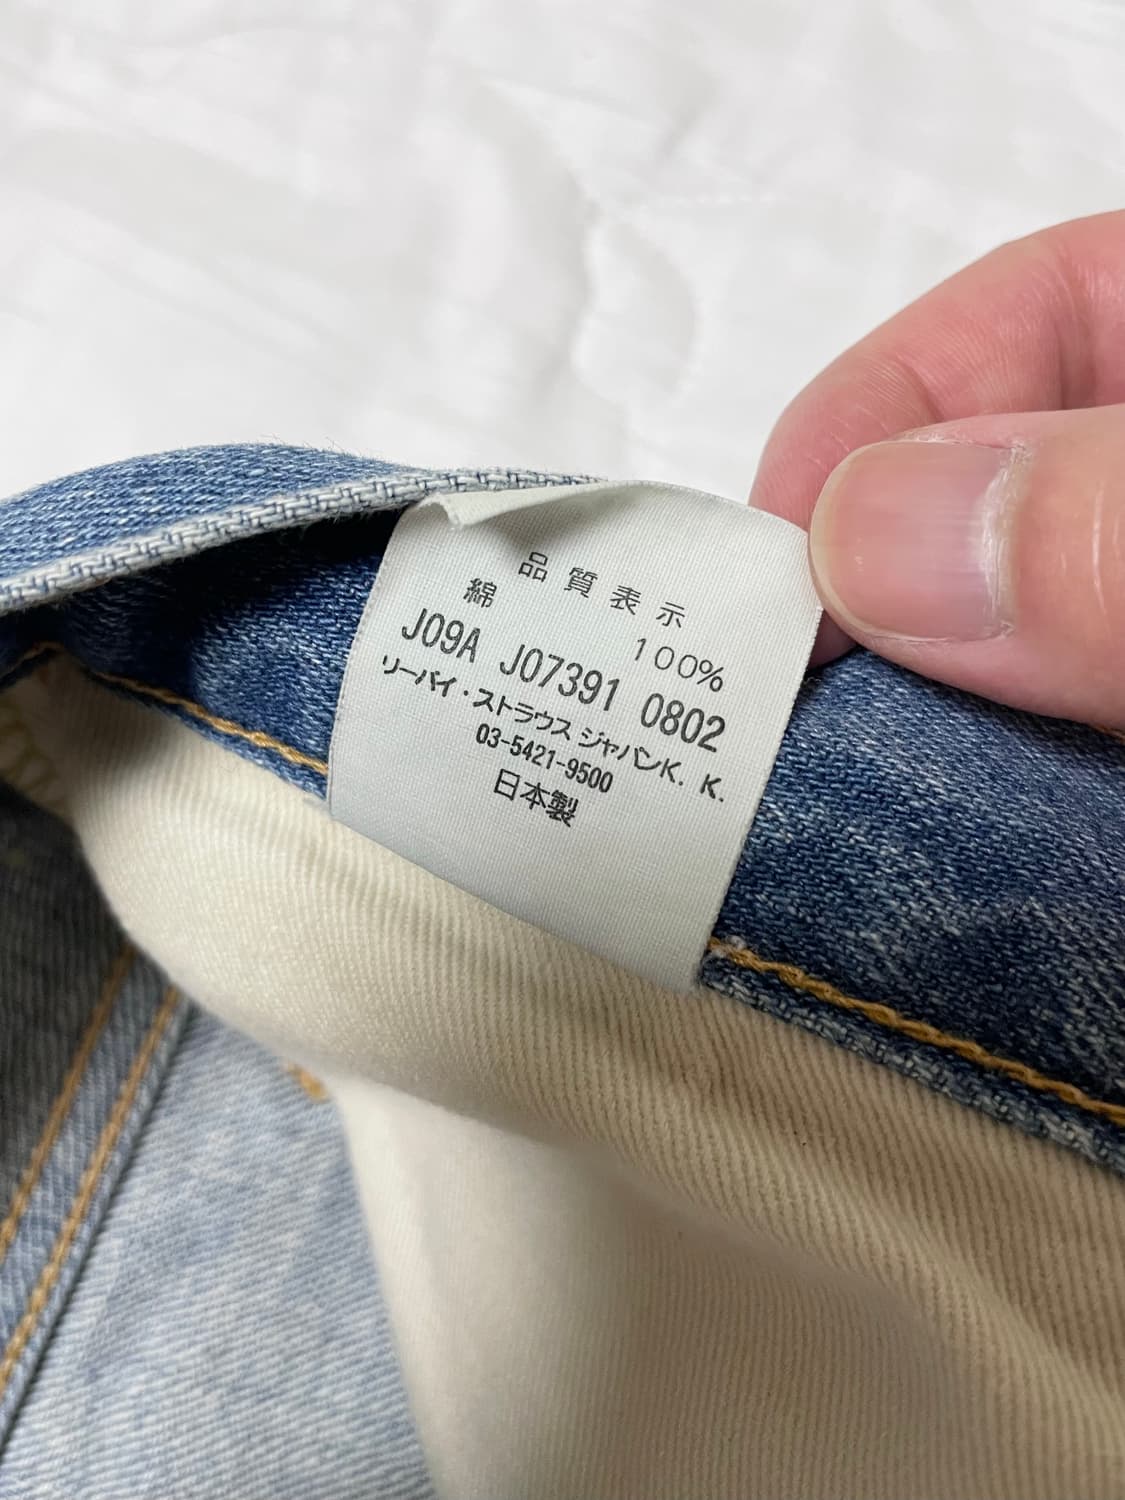 品質表示
綿 100%
J09A J07391 0802
リーバイ・ストラウス ジャパンK. K.
03-5421-9500
日本製